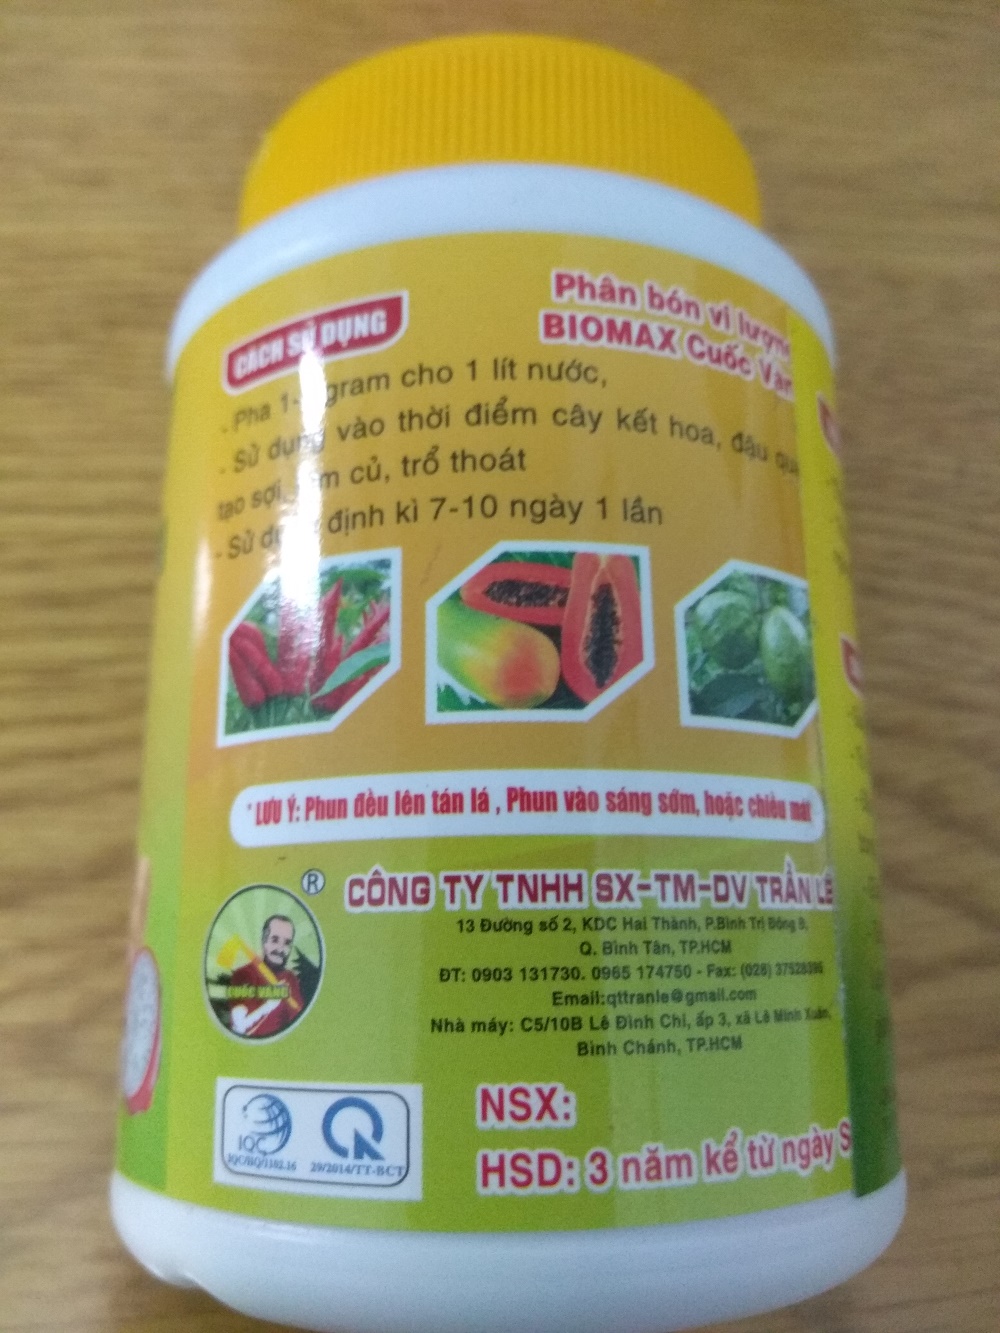 Phân bón vi lượng
BIOMAX Cuốc Vàn
CÁCH SỬ DỤNG
- Pha 1- gram cho 1 lít nước,
- Sử dụng vào thời điểm cây kết hoa, đậu quả
tạo sợi, củ, trổ thoát
- Sử dụng định kì 7-10 ngày 1 lần
* LƯU Ý: Phun đều lên tán lá , Phun vào sáng sớm, hoặc chiều mát
®
CÔNG TY TNHH SX-TM-DV TRẦN LÊ
13 Đường số 2, KDC Hai Thành, P.Bình Trị Đông B,
Q. Bình Tân, TP.HCM
ĐT: 0903 131730. 0965 174750 - Fax: (028)
Email:qttranle@gmail.com
Nhà máy: C5/10B Lê Đình Chi, ấp 3, xã Lê Minh Xuân,
Bình Chánh, TP.HCM
CUỐC VÀNG
IQC
29/2014/TT-BCT
NSX:
HSD: 3 năm kể từ ngày S